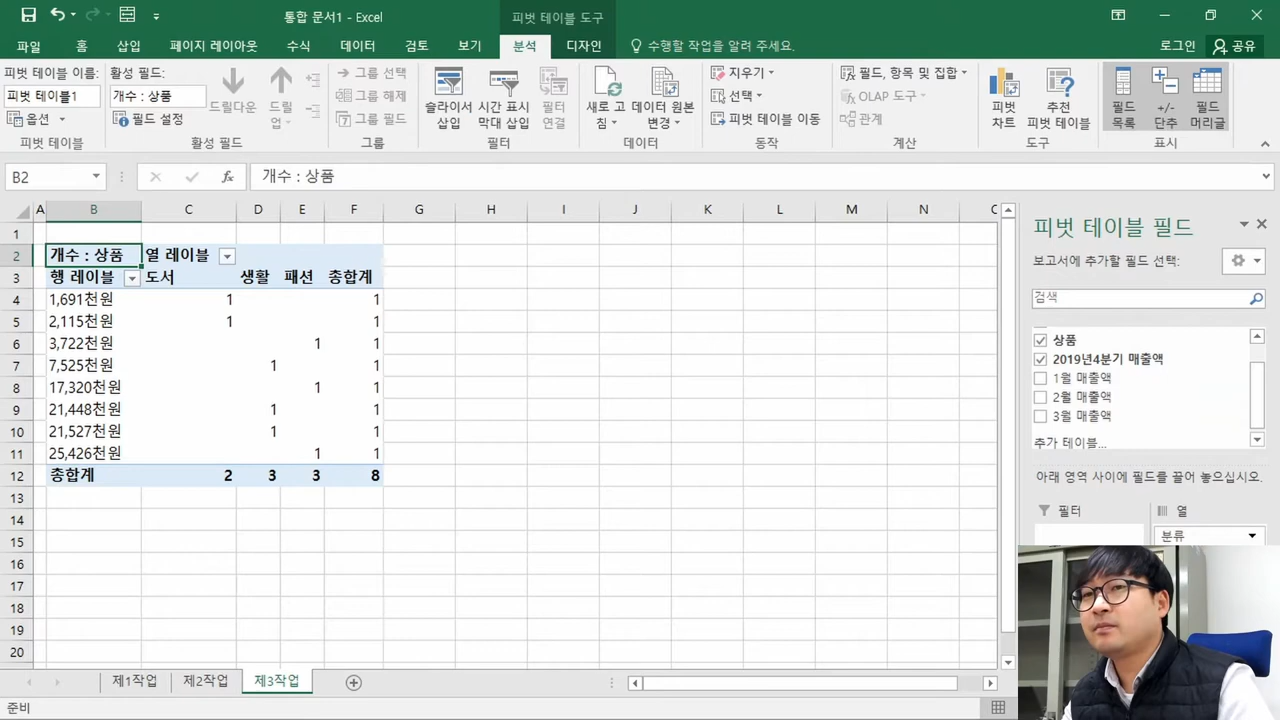 통합 문서1 - Excel
피벗 테이블 도구
파일 홈 삽입 페이지 레이아웃 수식 데이터 검토 보기 분석 디자인 수행할 작업을 알려 주세요. 로그인 공유
피벗 테이블 이름:
피벗 테이블1
옵션
피벗 테이블
활성 필드:
개수 : 상품
필드 설정
드릴다운
드릴업
활성 필드
그룹 선택
그룹 해제
그룹 필드
그룹
슬라이서 삽입
시간 표시 막대 삽입
필터 연결
필터
새로 고침
데이터 원본 변경
데이터
지우기
선택
피벗 테이블 이동
동작
필드, 항목 및 집합
OLAP 도구
관계
계산
피벗 차트
추천 피벗 테이블
도구
필드 목록
+/- 단추
필드 머리글
표시
B2 fx 개수 : 상품
A B C D E F G H I J K L M N
1
2 개수 : 상품 열 레이블
3 행 레이블 도서 생활 패션 총합계
4 1,691천원 1 1
5 2,115천원 1 1
6 3,722천원 1 1
7 7,525천원 1 1
8 17,320천원 1 1
9 21,448천원 1 1
10 21,527천원 1 1
11 25,426천원 1 1
12 총합계 2 3 3 8
13
14
15
16
17
18
19
20
제1작업 제2작업 제3작업
준비
피벗 테이블 필드
보고서에 추가할 필드 선택:
검색
상품
2019년4분기 매출액
1월 매출액
2월 매출액
3월 매출액
추가 테이블...
아래 영역 사이에 필드를 끌어 놓으십시오.
필터 열
분류